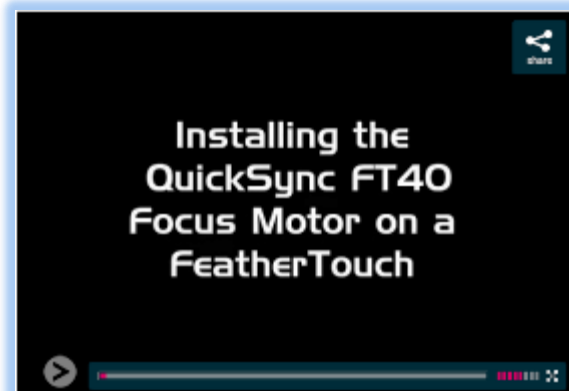 share
Installing the
QuickSync FT40
Focus Motor on a
FeatherTouch